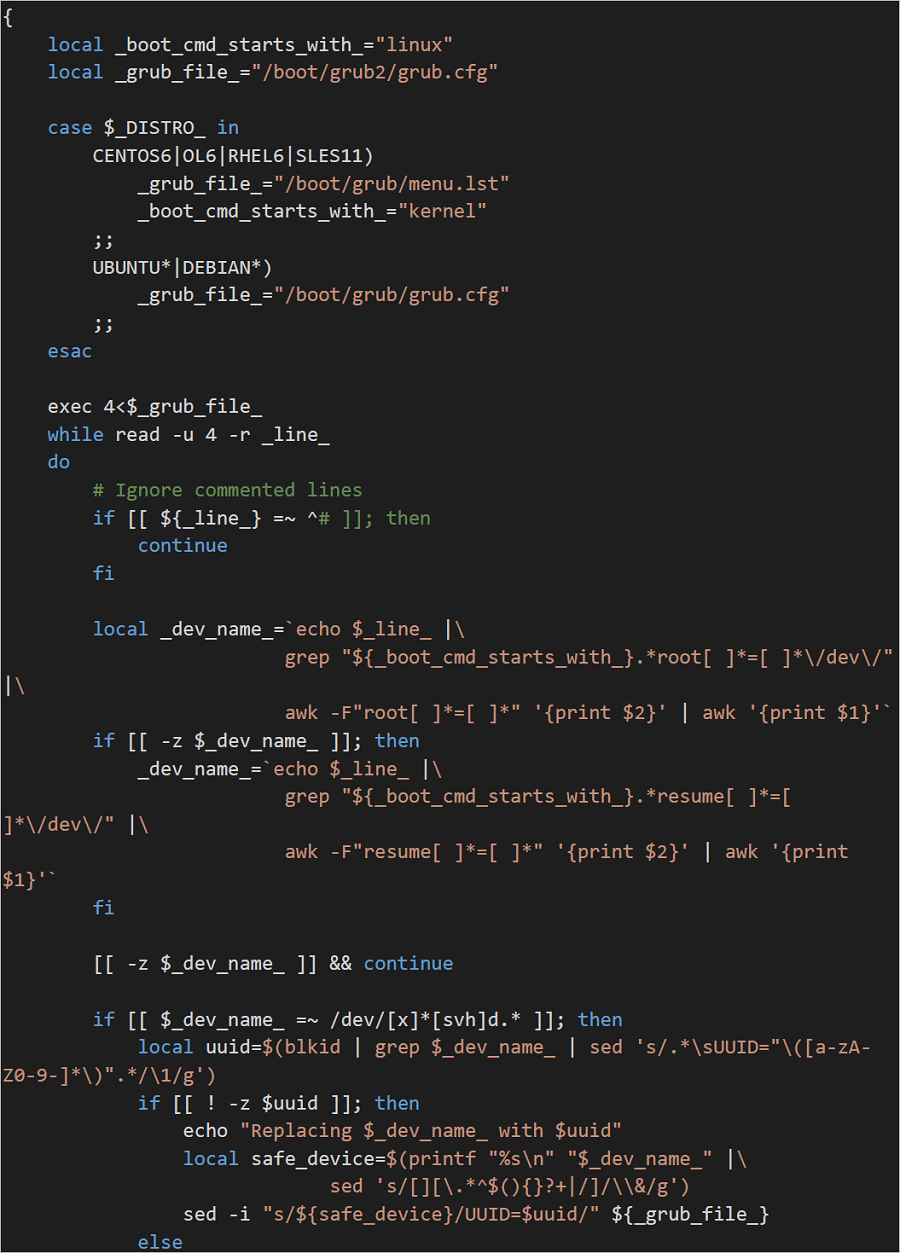 {
    local _boot_cmd_starts_with_="linux"
    local _grub_file_="/boot/grub2/grub.cfg"

    case $_DISTRO_ in
        CENTOS6|OL6|RHEL6|SLES11)
            _grub_file_="/boot/grub/menu.lst"
            _boot_cmd_starts_with_="kernel"
        ;;
        UBUNTU*|DEBIAN*)
            _grub_file_="/boot/grub/grub.cfg"
        ;;
    esac

    exec 4<$_grub_file_
    while read -u 4 -r _line_
    do
        # Ignore commented lines
        if [[ ${_line_} =~ ^# ]]; then
            continue
        fi

        local _dev_name_=`echo $_line_ |\
                         grep "${_boot_cmd_starts_with_}.*root[ ]*=[ ]*\/dev\/"
|\
                         awk -F"root[ ]*=[ ]*" '{print $2}' | awk '{print $1}'`
        if [[ -z $_dev_name_ ]]; then
            _dev_name_=`echo $_line_ |\
                         grep "${_boot_cmd_starts_with_}.*resume[ ]*=[
]*\/dev\/" |\
                         awk -F"resume[ ]*=[ ]*" '{print $2}' | awk '{print
$1}'`
        fi

        [[ -z $_dev_name_ ]] && continue

        if [[ $_dev_name_ =~ /dev/[x]*[svh]d.* ]]; then
            local uuid=$(blkid | grep $_dev_name_ | sed 's/.*\sUUID="\([a-zA-
Z0-9-]*\)".*/\1/g')
            if [[ ! -z $uuid ]]; then
                echo "Replacing $_dev_name_ with $uuid"
                local safe_device=$(printf "%s\n" "$_dev_name_" |\
                             sed 's/[][\.*^$(){}?+|/]/\\&/g')
                sed -i "s/${safe_device}/UUID=$uuid/" ${_grub_file_}
            else